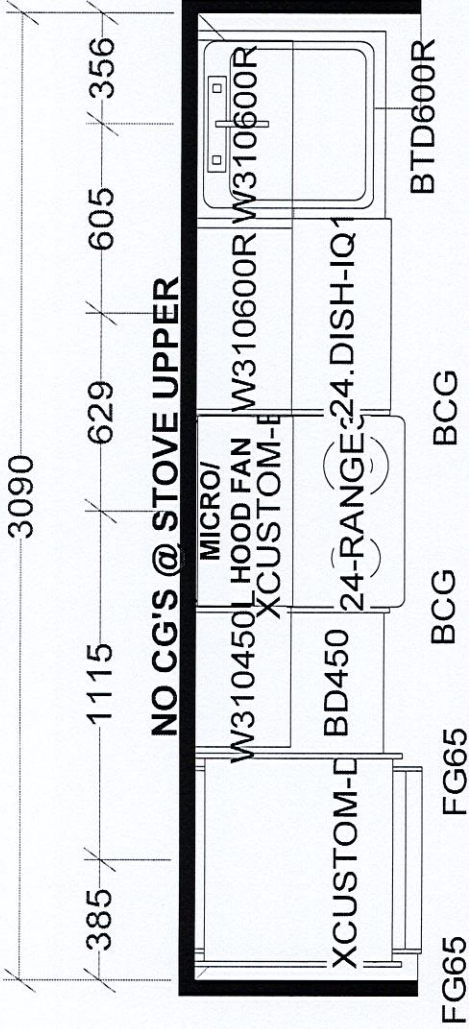 3090
385
1115
629
605
356
NO CG'S @ STOVE UPPER
MICRO/
HOOD FAN
W310450L
XCUSTOM-E
W310600R
W310600R
XCUSTOM-D
BD450
24-RANGE
24.DISH-IQ1
BTD600R
FG65
FG65
BCG
BCG